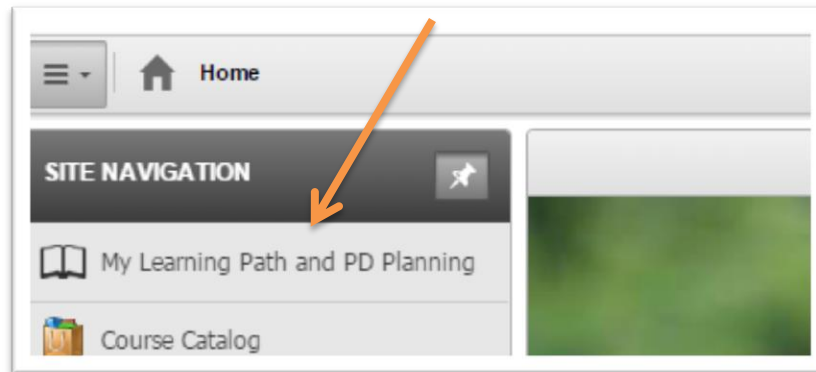 Home
SITE NAVIGATION
My Learning Path and PD Planning
Course Catalog